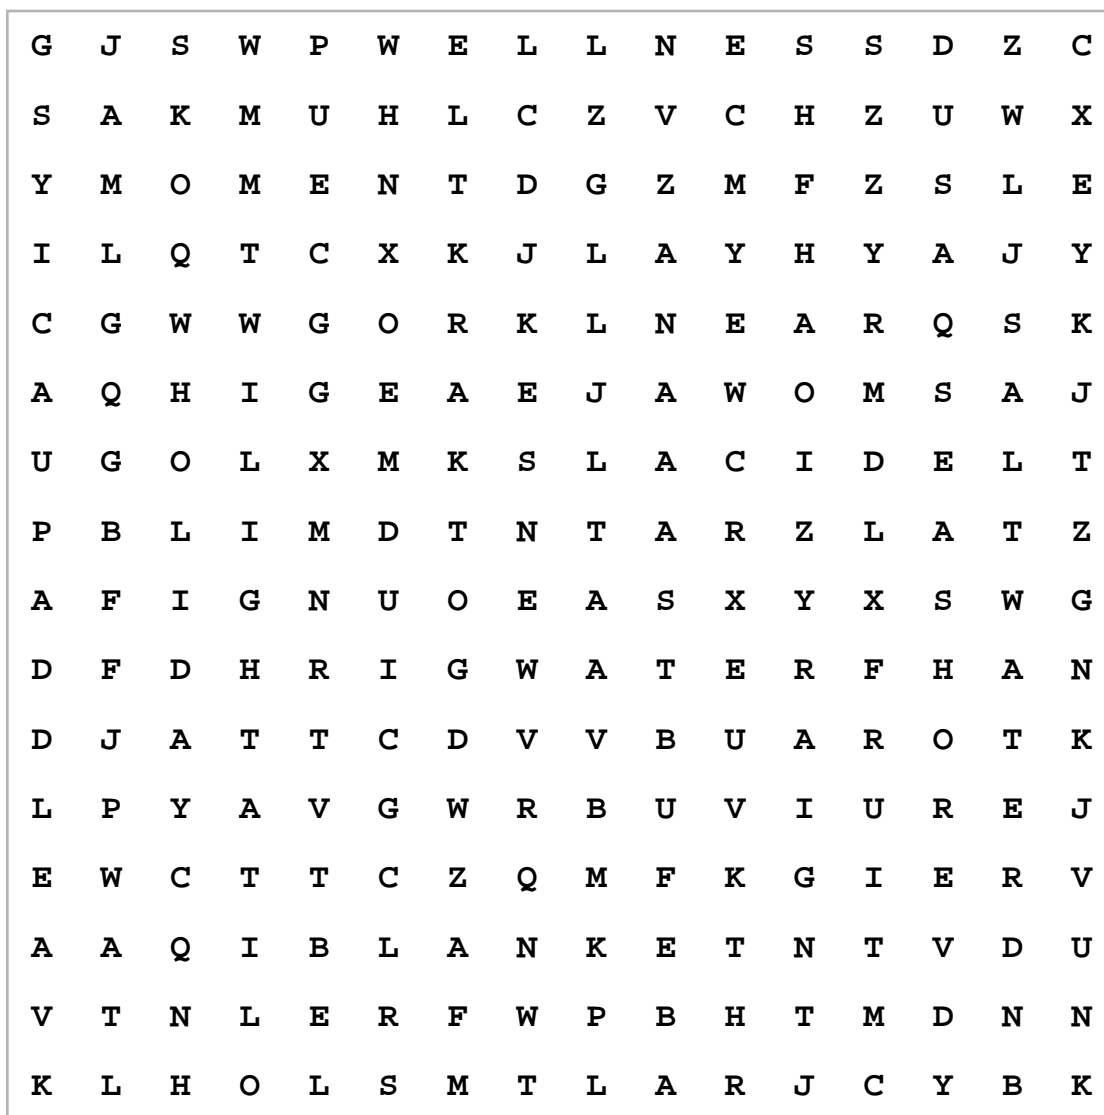 G J S W P W E L L N E S S D Z C
S A K M U H L C Z V C H Z U W X
Y M O M E N T D G Z M F Z S L E
I L Q T C X K J L A Y H Y A J Y
C G W W G O R K L N E A R Q S K
A Q H I G E A E J A W O M S A J
U G O L X M K S L A C I D E L T
P B L I M D T N T A R Z L A T Z
A F I G N U O E A S X Y X S W G
D F D H R I G W A T E R F H A N
D J A T T C D V V B U A R O T K
L P Y A V G W R B U V I U R E J
E W C T T C Z Q M F K G I E R V
A A Q I B L A N K E T N T V D U
V T N L E R F W P B H T M D N N
K L H O L S M T L A R J C Y B K